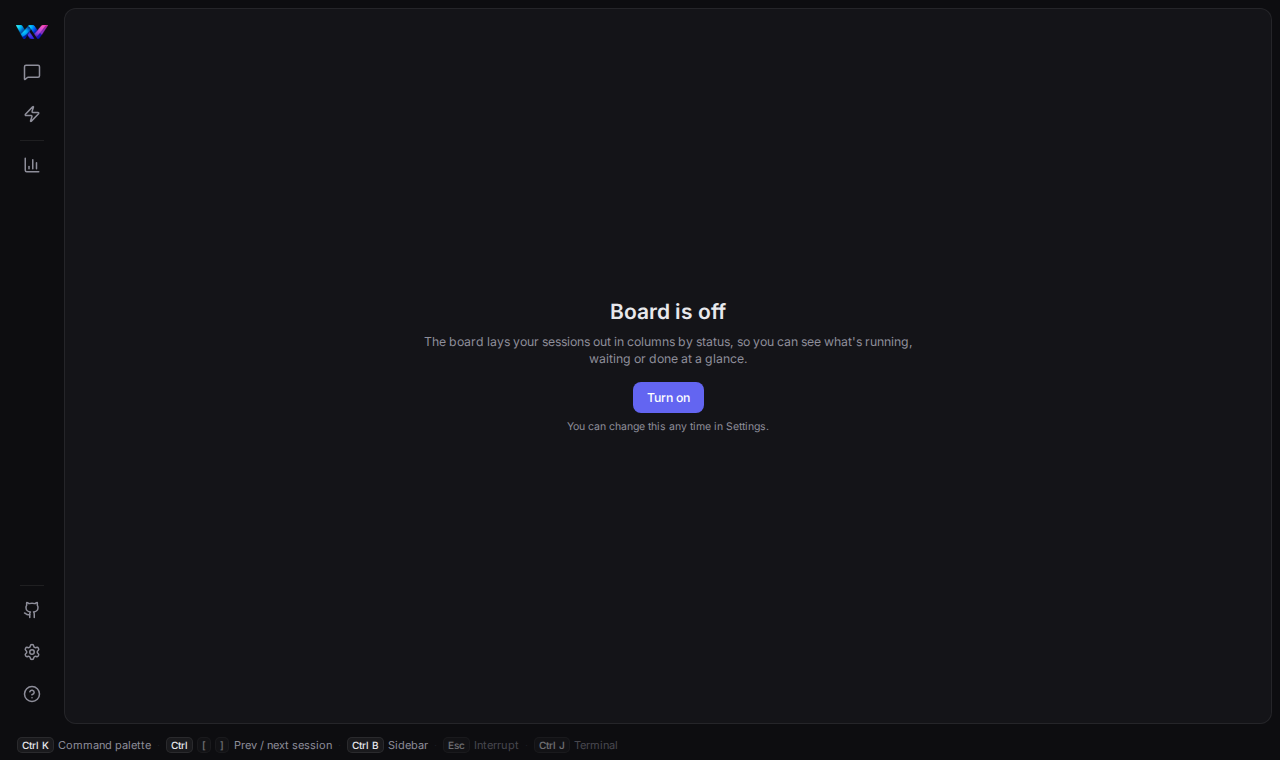 Board is off
The board lays your sessions out in columns by status, so you can see what's running,
waiting or done at a glance.
Turn on
You can change this any time in Settings.
Ctrl K Command palette Ctrl [ ] Prev / next session Ctrl B Sidebar Esc Interrupt Ctrl J Terminal